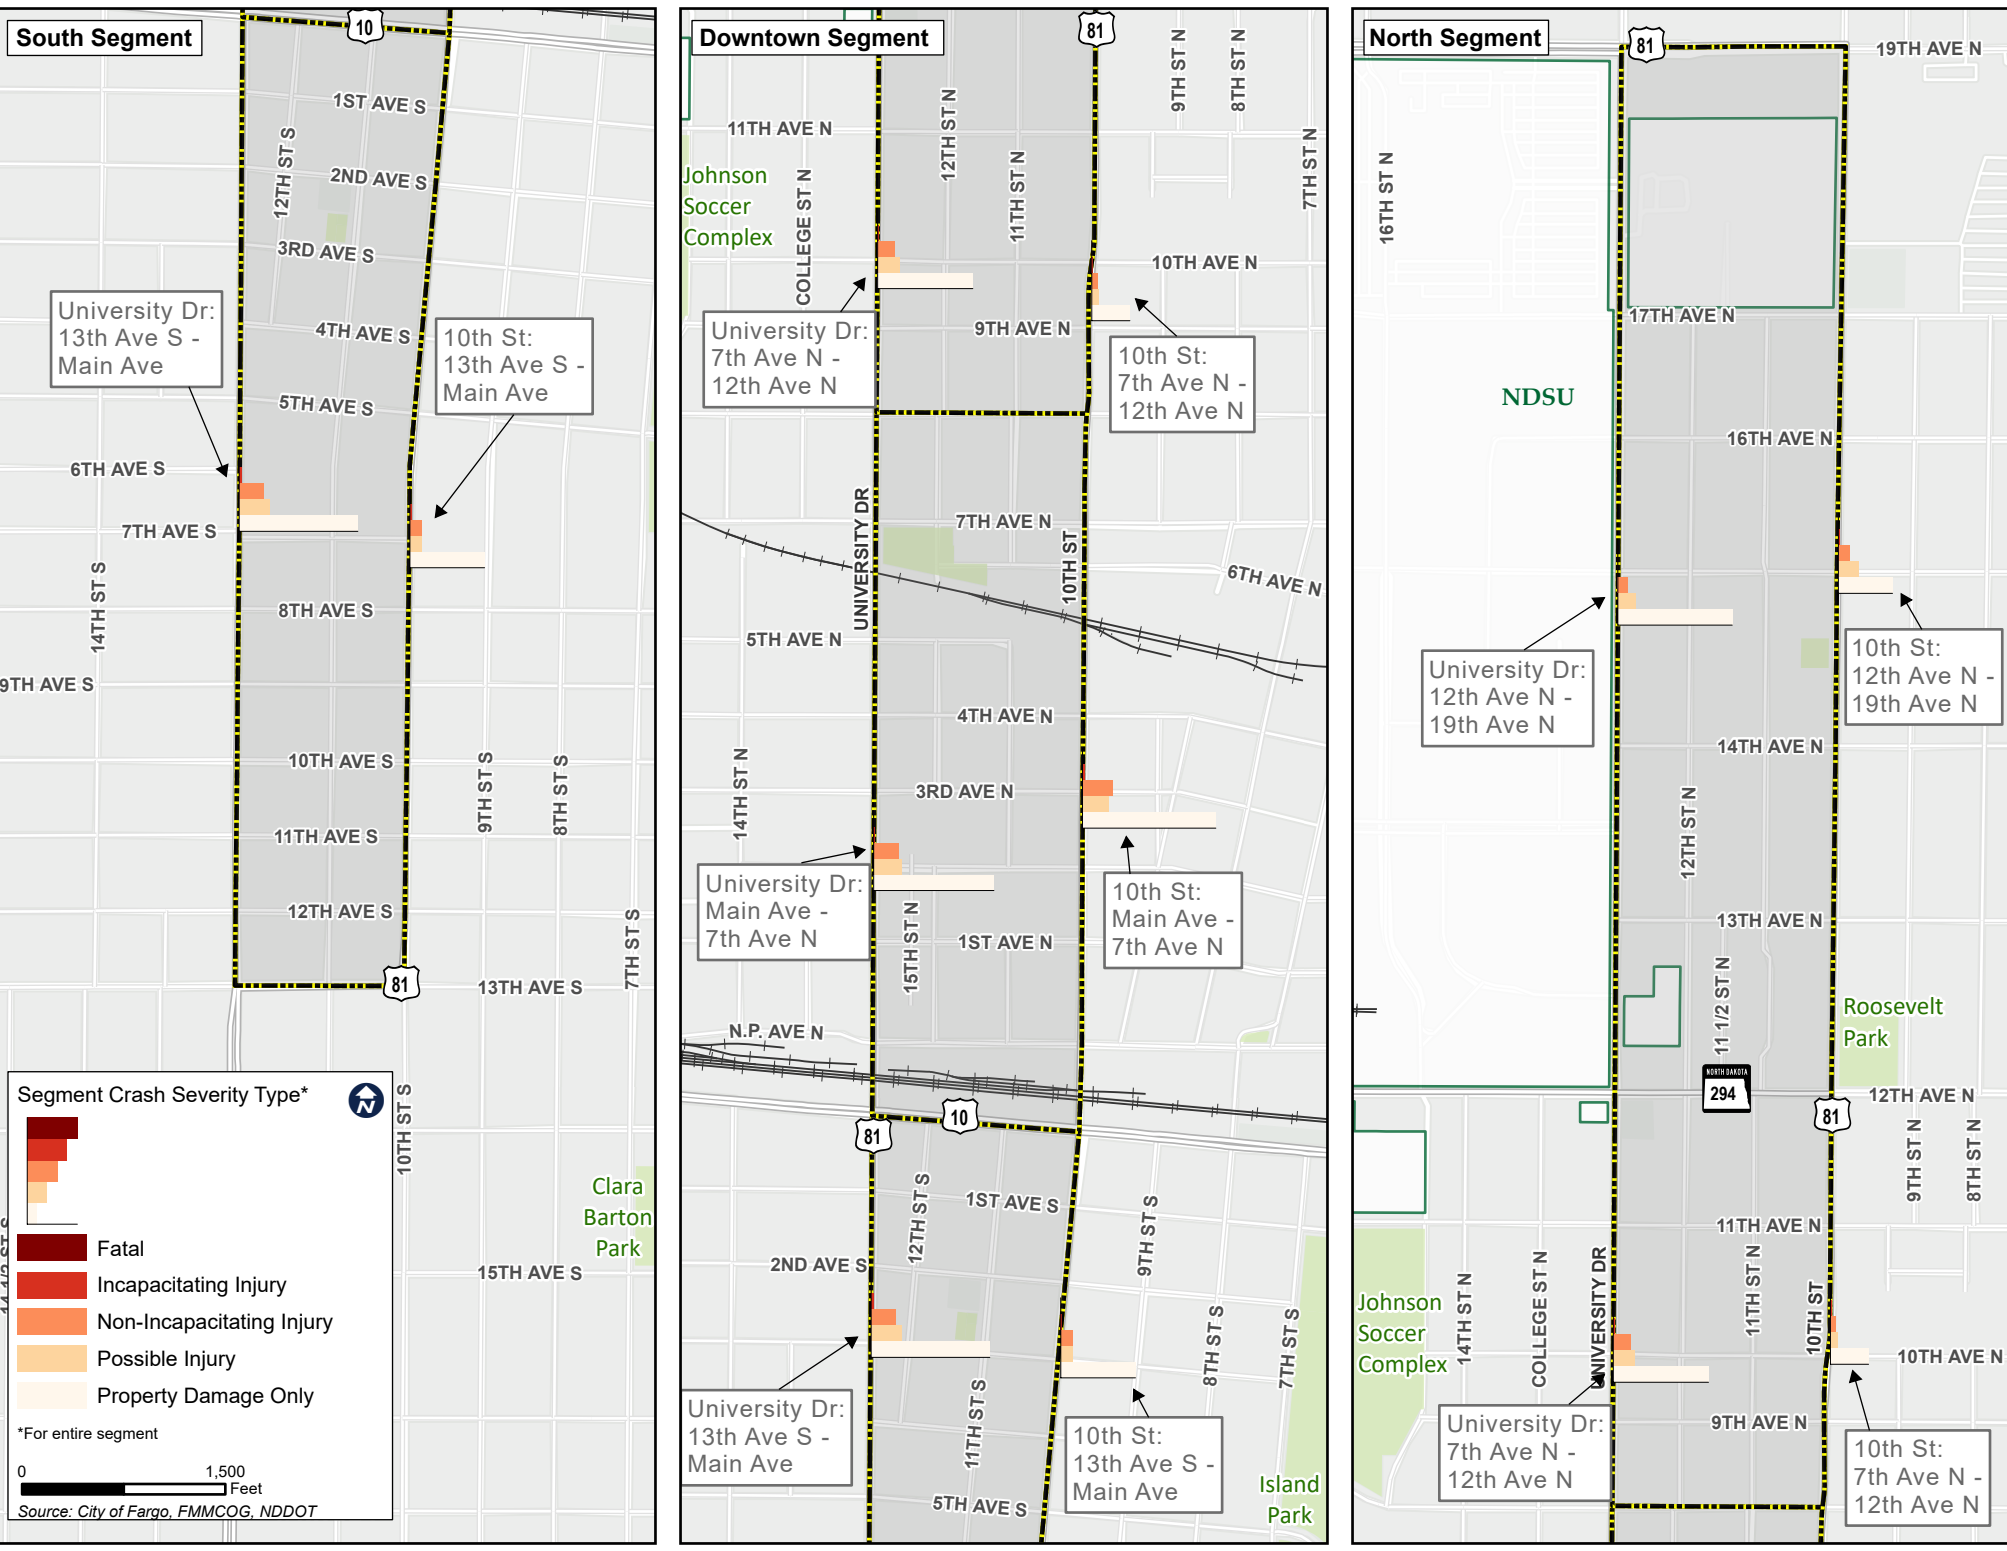 South Segment
10
1ST AVE S
12TH ST S
2ND AVE S
3RD AVE S
University Dr:
13th Ave S -
Main Ave
4TH AVE S
10th St:
13th Ave S -
Main Ave
5TH AVE S
6TH AVE S
7TH AVE S
14TH ST S
8TH AVE S
9TH AVE S
10TH AVE S
9TH ST S
8TH ST S
11TH AVE S
12TH AVE S
7TH ST S
81
13TH AVE S
10TH ST S
Clara
Barton
Park
15TH AVE S
14 1/2 ST S
Segment Crash Severity Type*
N
Fatal
Incapacitating Injury
Non-Incapacitating Injury
Possible Injury
Property Damage Only
*For entire segment
0 1,500
Feet
Source: City of Fargo, FMMCOG, NDDOT
Downtown Segment
81
9TH ST N
8TH ST N
11TH AVE N
12TH ST N
11TH ST N
7TH ST N
Johnson
Soccer
Complex
COLLEGE ST N
10TH AVE N
University Dr:
7th Ave N -
12th Ave N
9TH AVE N
10th St:
7th Ave N -
12th Ave N
UNIVERSITY DR
7TH AVE N
10TH ST
6TH AVE N
5TH AVE N
4TH AVE N
14TH ST N
3RD AVE N
University Dr:
Main Ave -
7th Ave N
10th St:
Main Ave -
7th Ave N
15TH ST N
1ST AVE N
N.P. AVE N
10
81
12TH ST S
1ST AVE S
9TH ST S
2ND AVE S
8TH ST S
7TH ST S
11TH ST S
University Dr:
13th Ave S -
Main Ave
10th St:
13th Ave S -
Main Ave
5TH AVE S
Island
Park
North Segment
81
19TH AVE N
16TH ST N
17TH AVE N
NDSU
16TH AVE N
University Dr:
12th Ave N -
19th Ave N
10th St:
12th Ave N -
19th Ave N
14TH AVE N
12TH ST N
13TH AVE N
11 1/2 ST N
Roosevelt
Park
NORTH DAKOTA
294
12TH AVE N
81
9TH ST N
8TH ST N
11TH AVE N
11TH ST N
Johnson
Soccer
Complex
14TH ST N
COLLEGE ST N
UNIVERSITY DR
10TH ST
10TH AVE N
University Dr:
7th Ave N -
12th Ave N
9TH AVE N
10th St:
7th Ave N -
12th Ave N